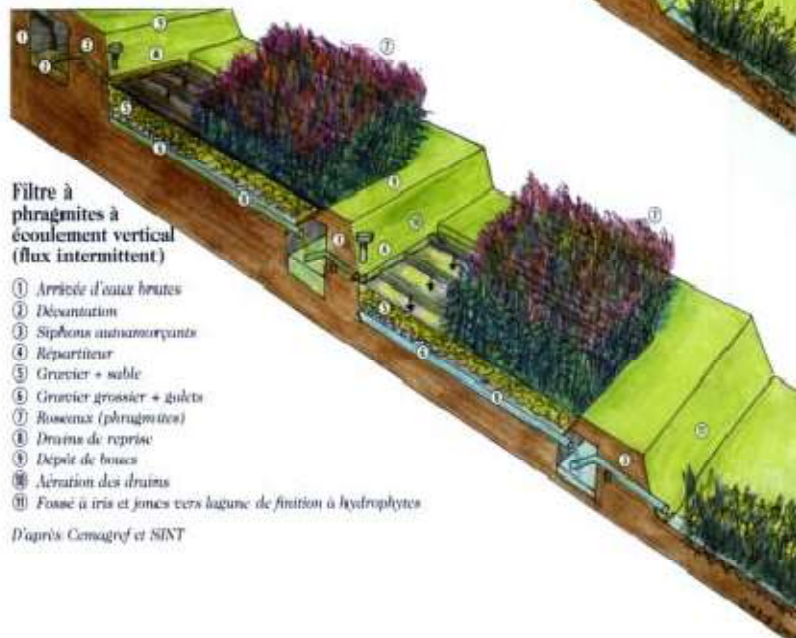 Filtre à
phragmites à
écoulement vertical
(flux intermittent)
① Arrivée d'eaux brutes
② Décantation
③ Siphons autoamorçants
④ Répartiteur
⑤ Gravier + sable
⑥ Gravier grossier + galets
⑦ Roseaux (phragmites)
⑧ Drains de reprise
⑨ Dépôt de boues
⑩ Aération des drains
⑪ Fossé à iris et joncs vers lagune de finition à hydrophytes
D'après Cemagref et SINT